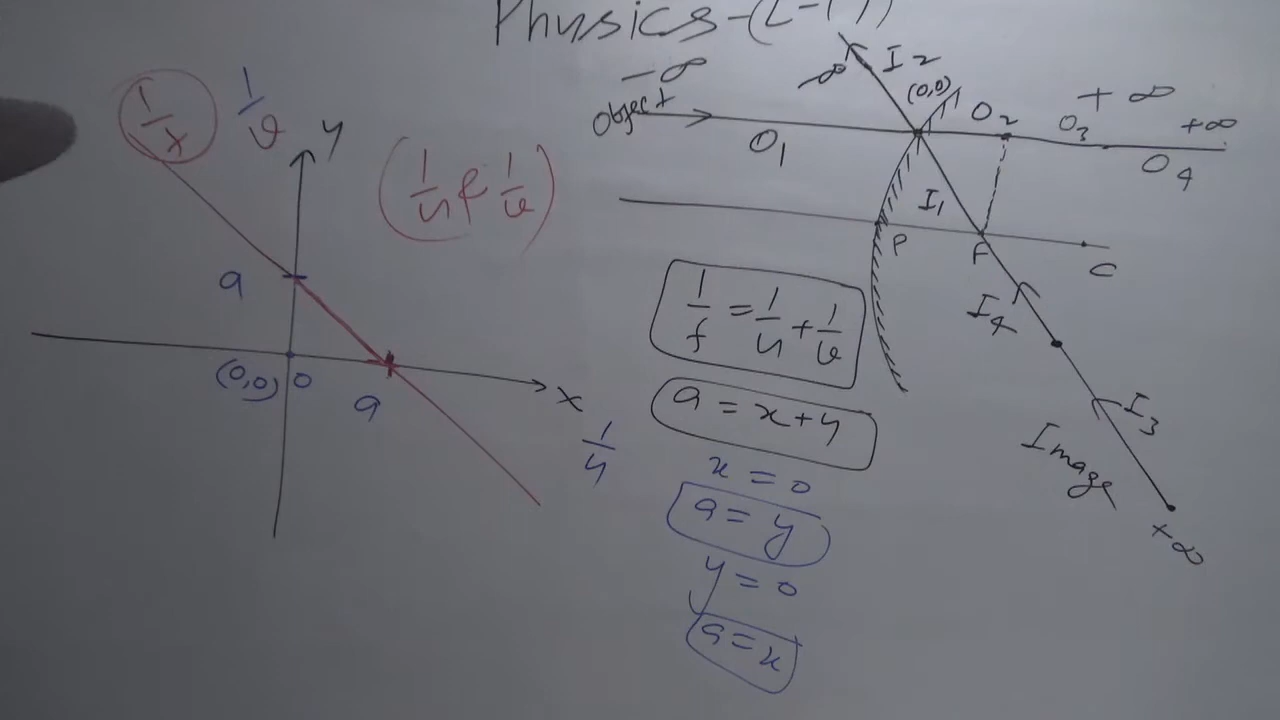 Physics-(L-
1/x 1/v y
(1/u & 1/v)
a
(0,0) 0
a
x
1/u
-∞
Object
O1
-∞ I2
(0,0)
O2
+∞
O3
+∞
O4
I1
P
F
C
I4
I3
Image
+∞
1/f = 1/u + 1/v
a = x+y
x = 0
a = y
y = 0
a = x